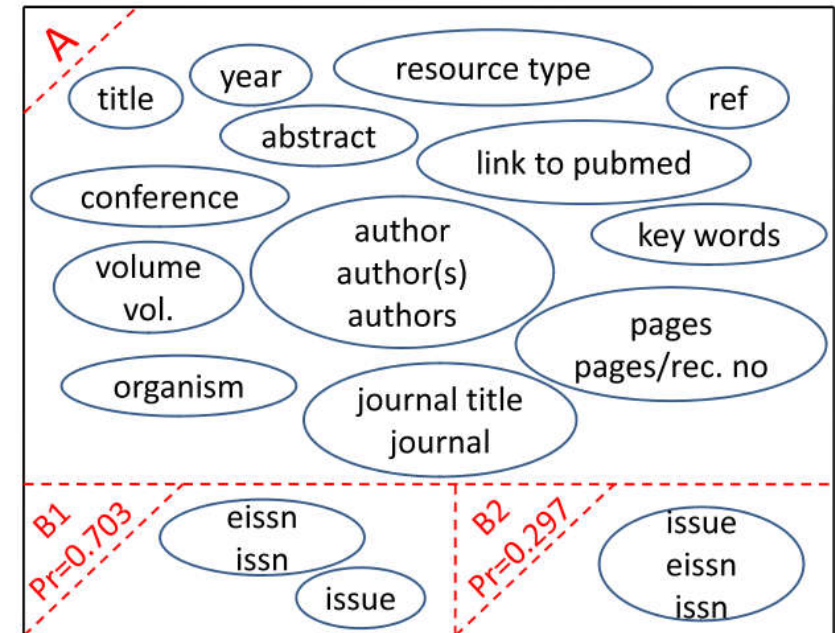 A
title
year
resource type
ref
abstract
link to pubmed
conference
key words
author
author(s)
authors
volume
vol.
pages
pages/rec. no
organism
journal title
journal
B1
Pr=0.703
eissn
issn
issue
B2
Pr=0.297
issue
eissn
issn